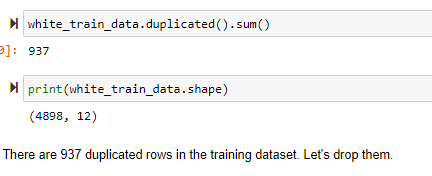 white_train_data.duplicated().sum()
]: 937
print(white_train_data.shape)
(4898, 12)
There are 937 duplicated rows in the training dataset. Let's drop them.